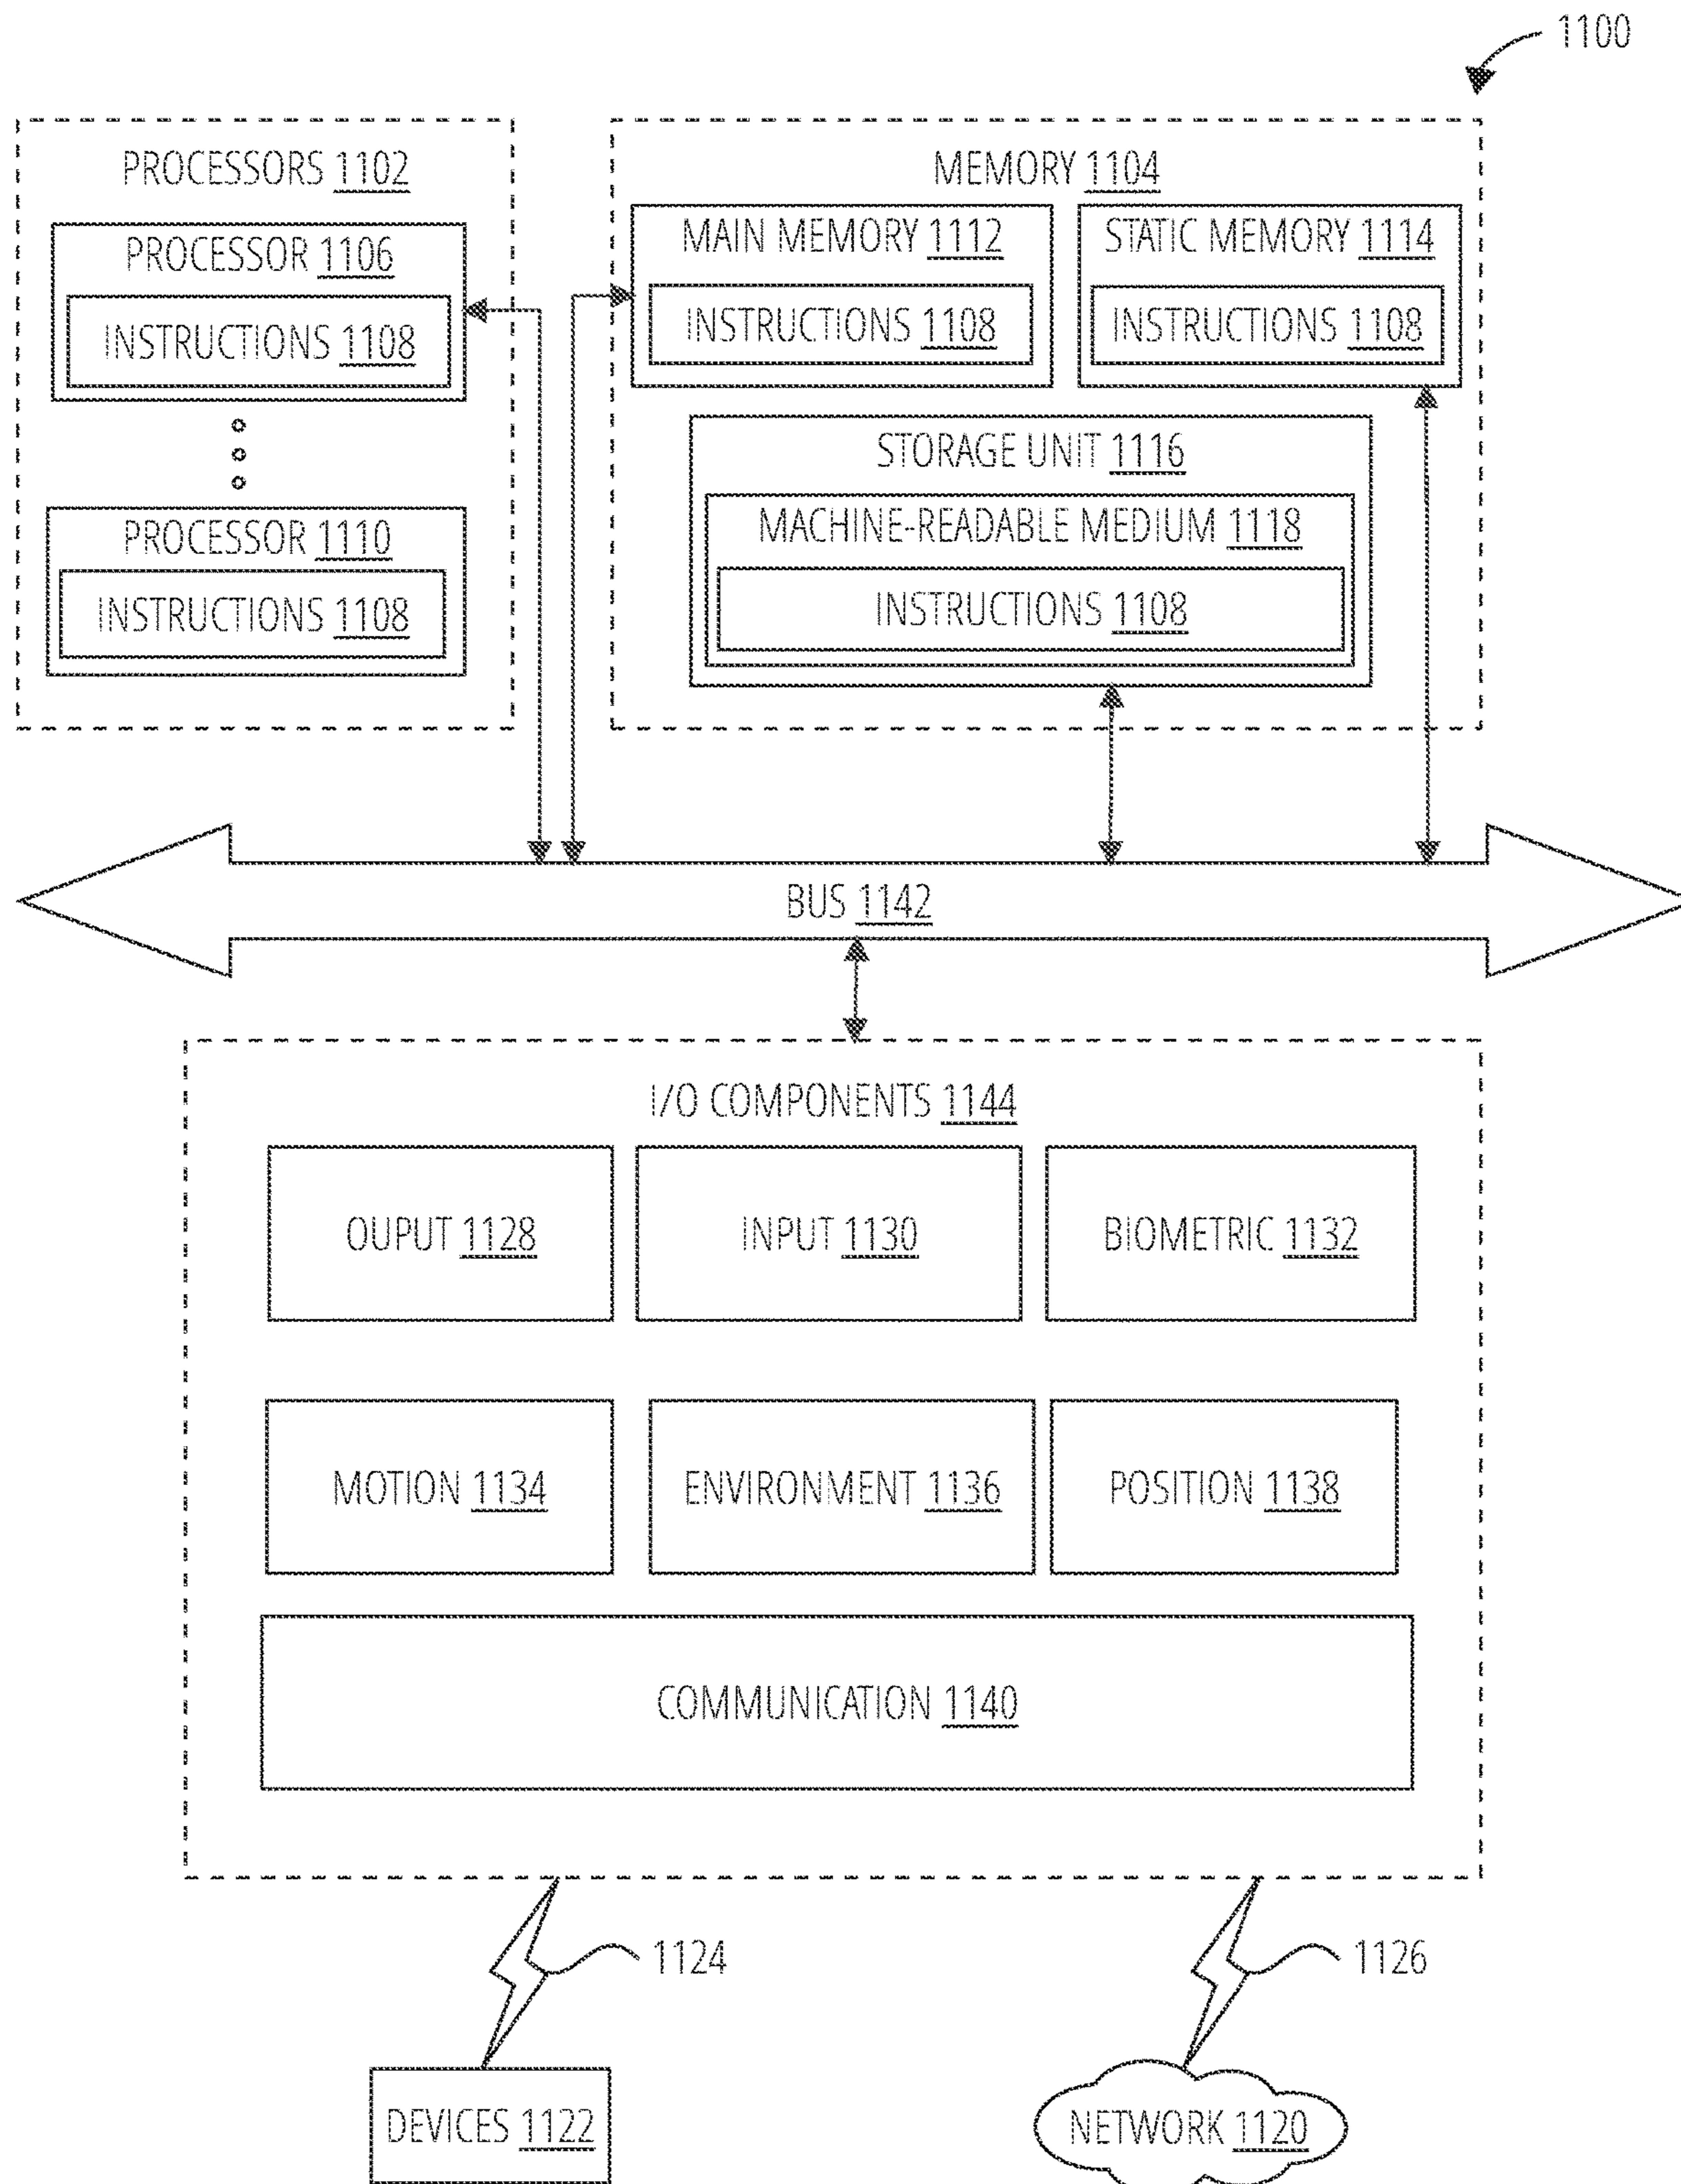 1100
PROCESSORS 1102
PROCESSOR 1106
INSTRUCTIONS 1108
PROCESSOR 1110
INSTRUCTIONS 1108
MEMORY 1104
MAIN MEMORY 1112
INSTRUCTIONS 1108
STATIC MEMORY 1114
INSTRUCTIONS 1108
STORAGE UNIT 1116
MACHINE-READABLE MEDIUM 1118
INSTRUCTIONS 1108
BUS 1142
I/O COMPONENTS 1144
OUPUT 1128
INPUT 1130
BIOMETRIC 1132
MOTION 1134
ENVIRONMENT 1136
POSITION 1138
COMMUNICATION 1140
1124
1126
DEVICES 1122
NETWORK 1120